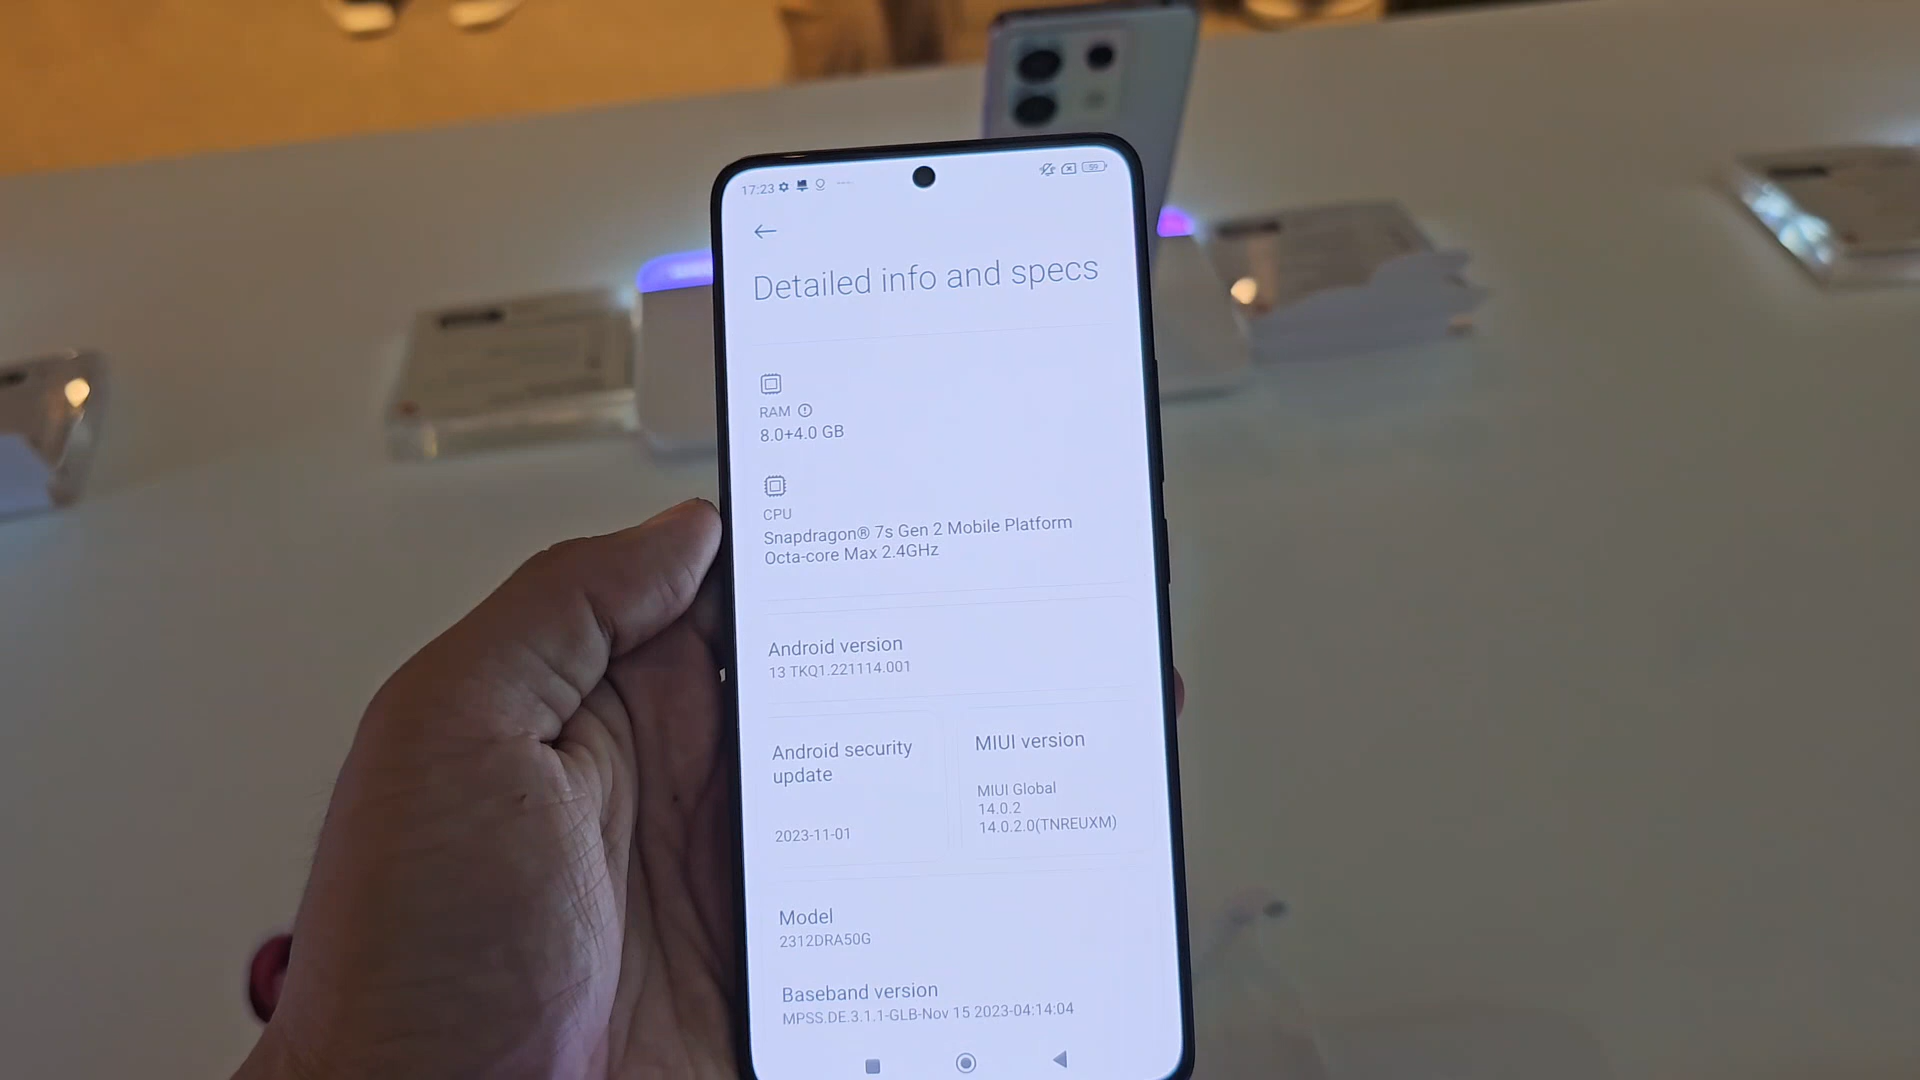 17:23
59
Detailed info and specs
RAM
8.0+4.0 GB
CPU
Snapdragon® 7s Gen 2 Mobile Platform
Octa-core Max 2.4GHz
Android version
13 TKQ1.221114.001
Android security
update
2023-11-01
MIUI version
MIUI Global
14.0.2
14.0.2.0(TNREUXM)
Model
2312DRA50G
Baseband version
MPSS.DE.3.1.1-GLB-Nov 15 2023-04:14:04